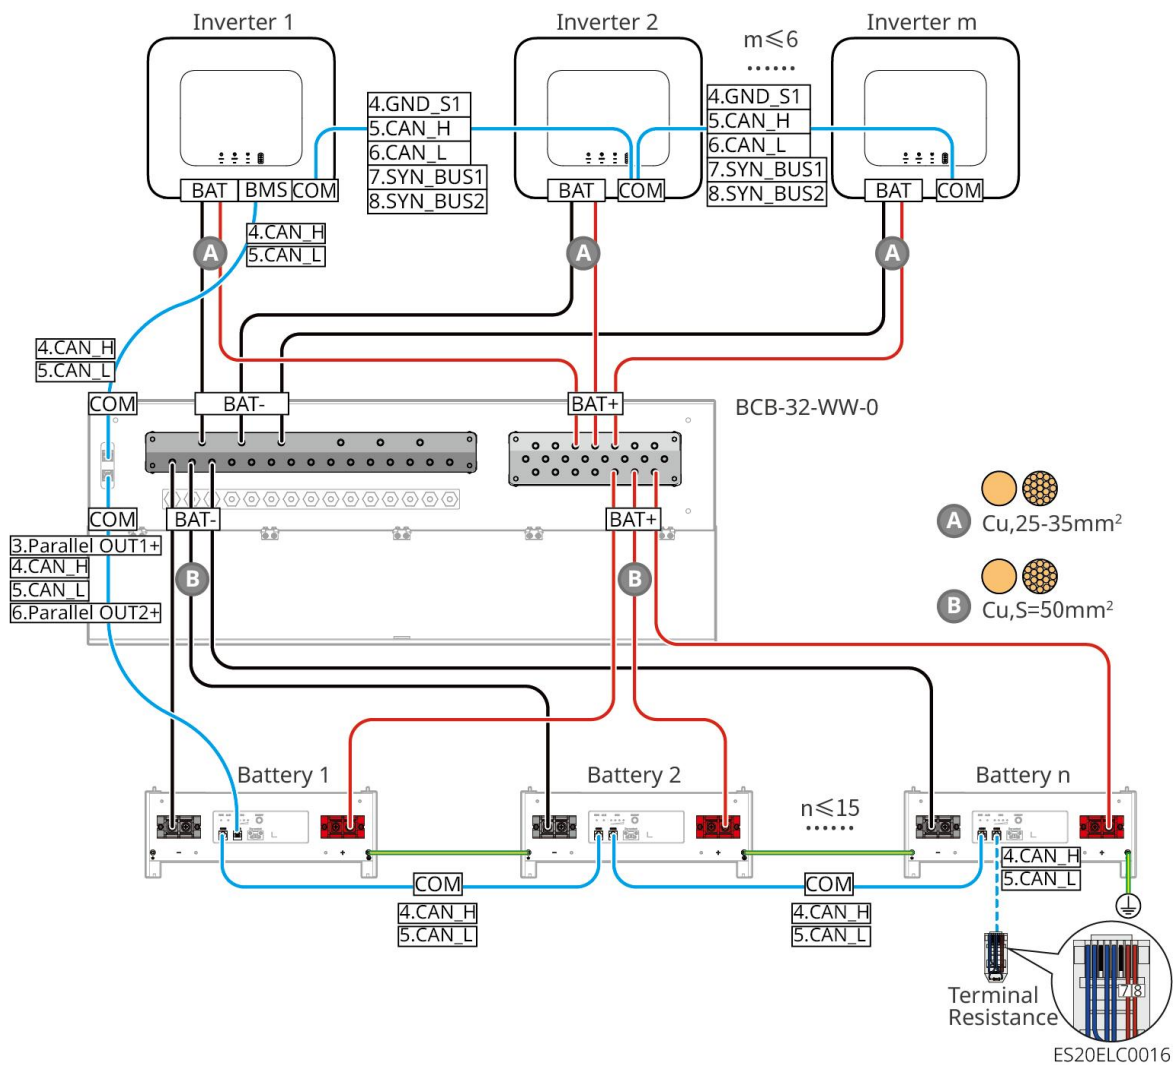 Inverter 1
Inverter 2
Inverter m
m≤6
......
4.GND_S1
5.CAN_H
6.CAN_L
7.SYN_BUS1
8.SYN_BUS2
4.GND_S1
5.CAN_H
6.CAN_L
7.SYN_BUS1
8.SYN_BUS2
BAT
BMS
COM
BAT
COM
BAT
COM
4.CAN_H
5.CAN_L
A
A
A
4.CAN_H
5.CAN_L
COM
BAT-
BAT+
BCB-32-WW-0
COM
BAT-
BAT+
A
Cu,25-35mm²
3.Parallel OUT1+
4.CAN_H
5.CAN_L
6.Parallel OUT2+
B
B
B
Cu,S=50mm²
Battery 1
Battery 2
Battery n
n≤15
......
-
+
-
+
-
+
COM
4.CAN_H
5.CAN_L
COM
4.CAN_H
5.CAN_L
4.CAN_H
5.CAN_L
7 8
Terminal
Resistance
ES20ELC0016